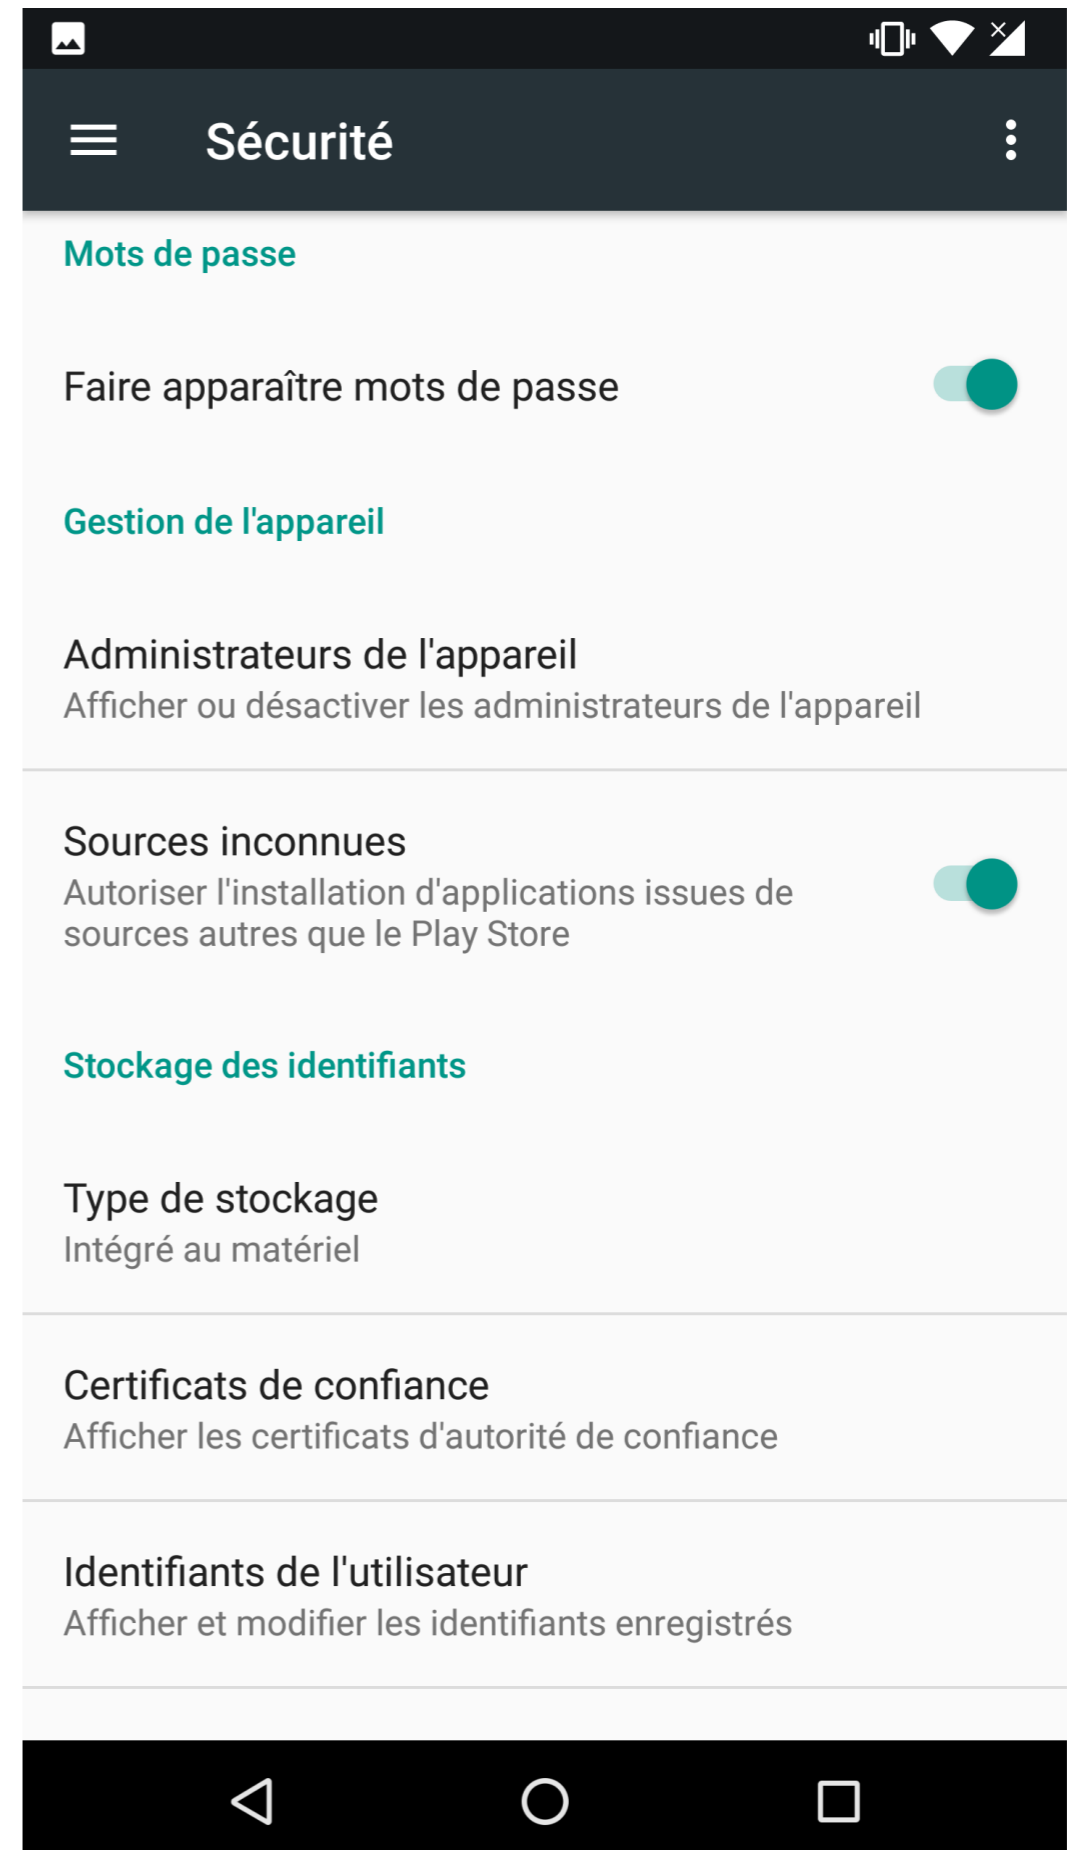 Sécurité
Mots de passe
Faire apparaître mots de passe
Gestion de l'appareil
Administrateurs de l'appareil
Afficher ou désactiver les administrateurs de l'appareil
Sources inconnues
Autoriser l'installation d'applications issues de
sources autres que le Play Store
Stockage des identifiants
Type de stockage
Intégré au matériel
Certificats de confiance
Afficher les certificats d'autorité de confiance
Identifiants de l'utilisateur
Afficher et modifier les identifiants enregistrés